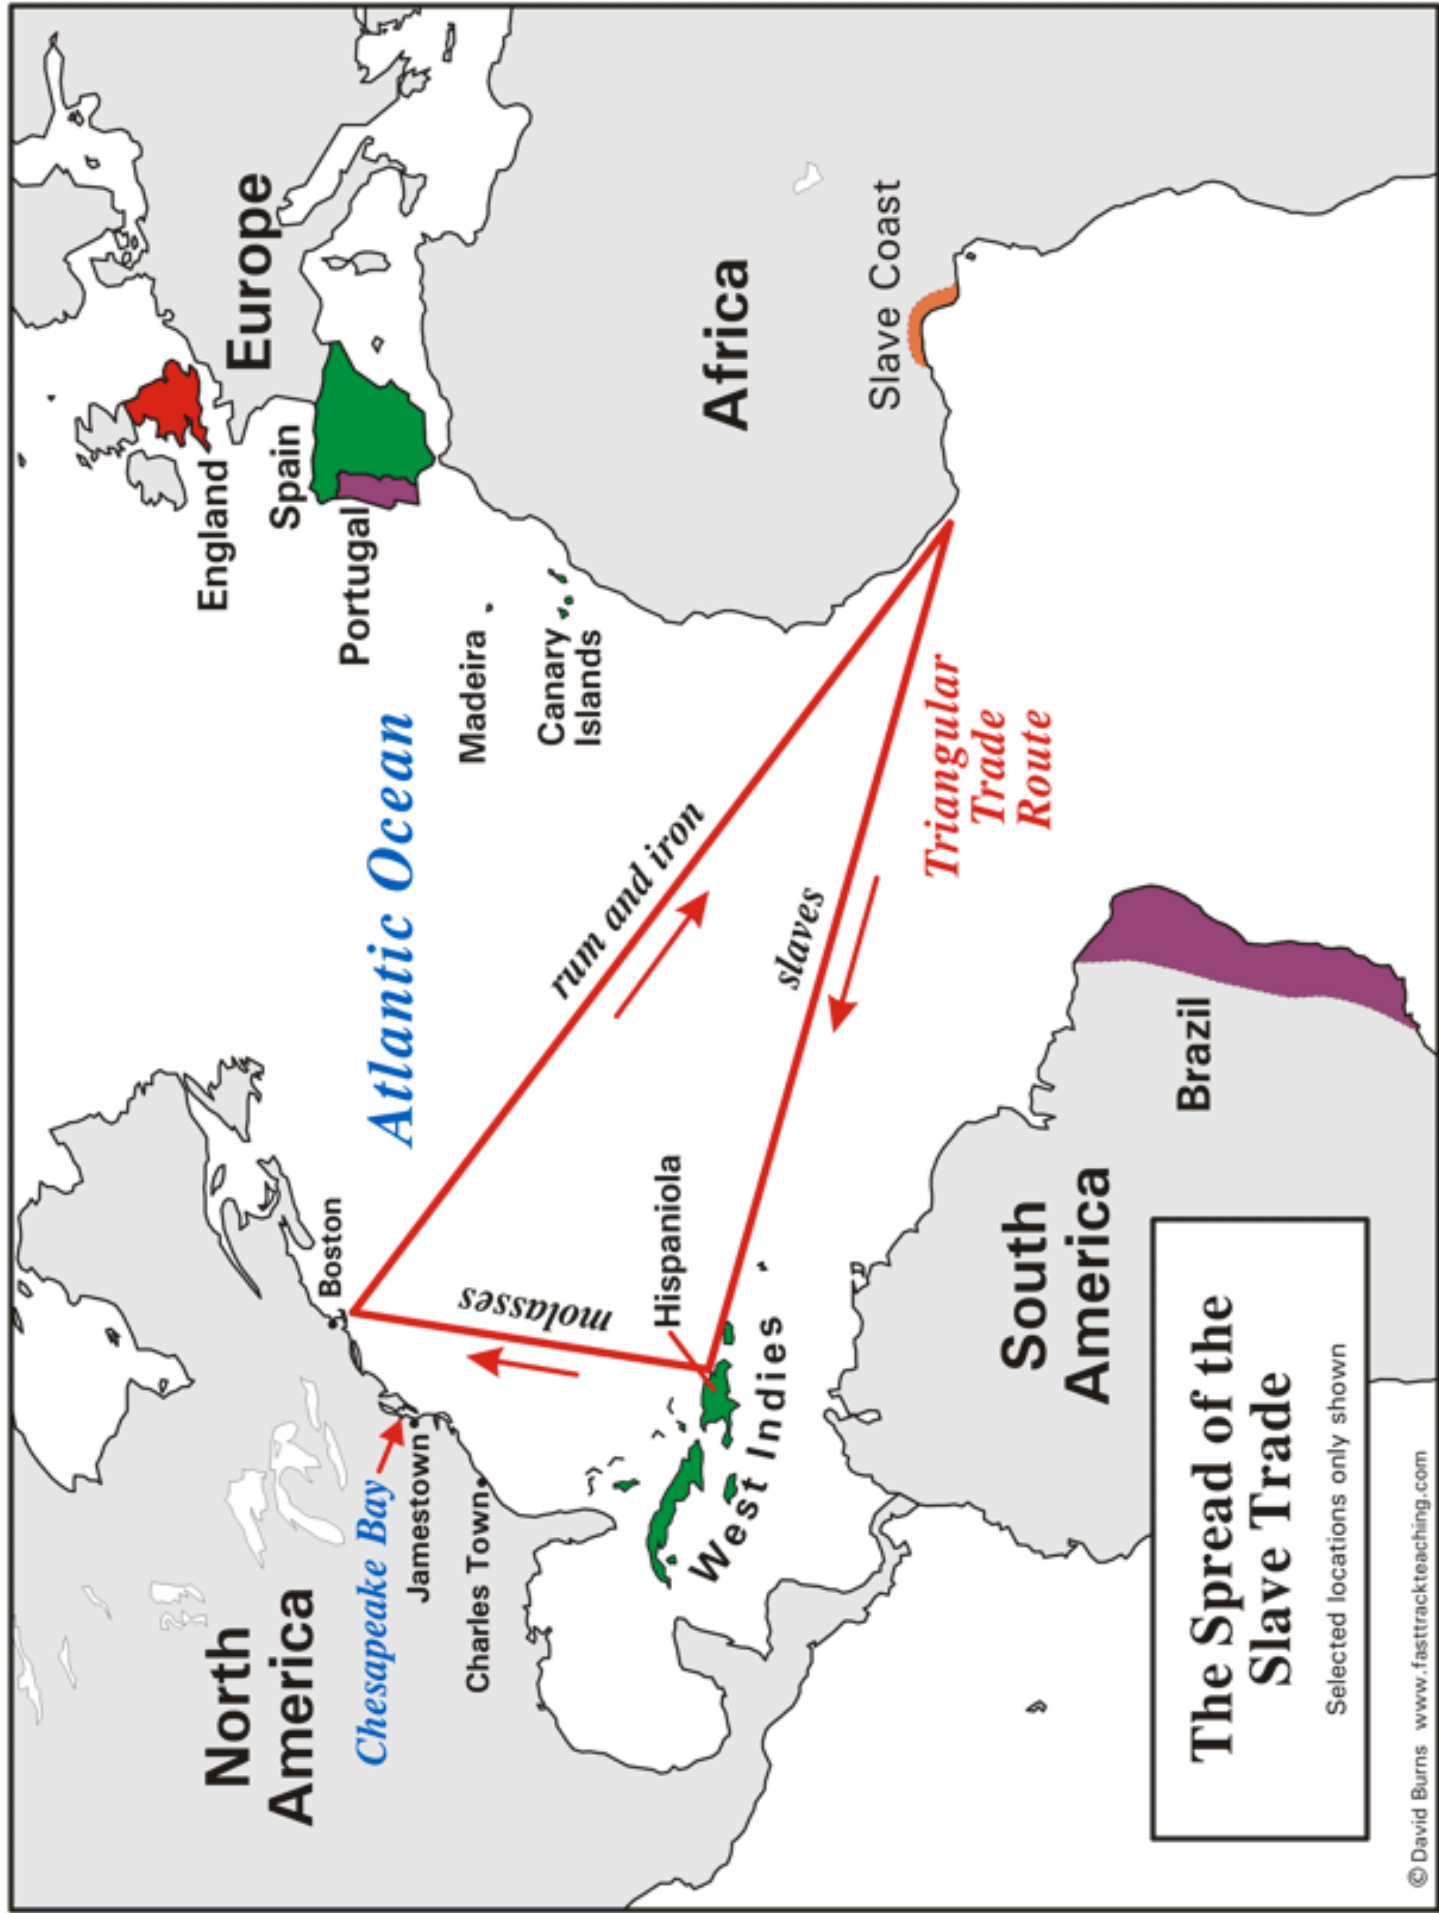 North
America
Chesapeake Bay
Jamestown
Charles Town
Boston
Atlantic Ocean
England
Europe
Spain
Portugal
Madeira
Canary
Islands
rum and iron
molasses
slaves
Hispaniola
West Indies
Triangular
Trade
Route
Africa
Slave Coast
South
America
Brazil
The Spread of the
Slave Trade
Selected locations only shown
© David Burns www.fasttrackteaching.com